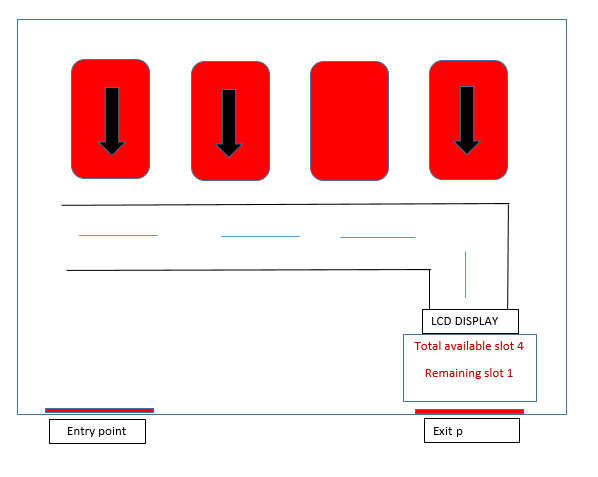 LCD DISPLAY
Total available slot 4
Remaining slot 1
Entry point
Exit p